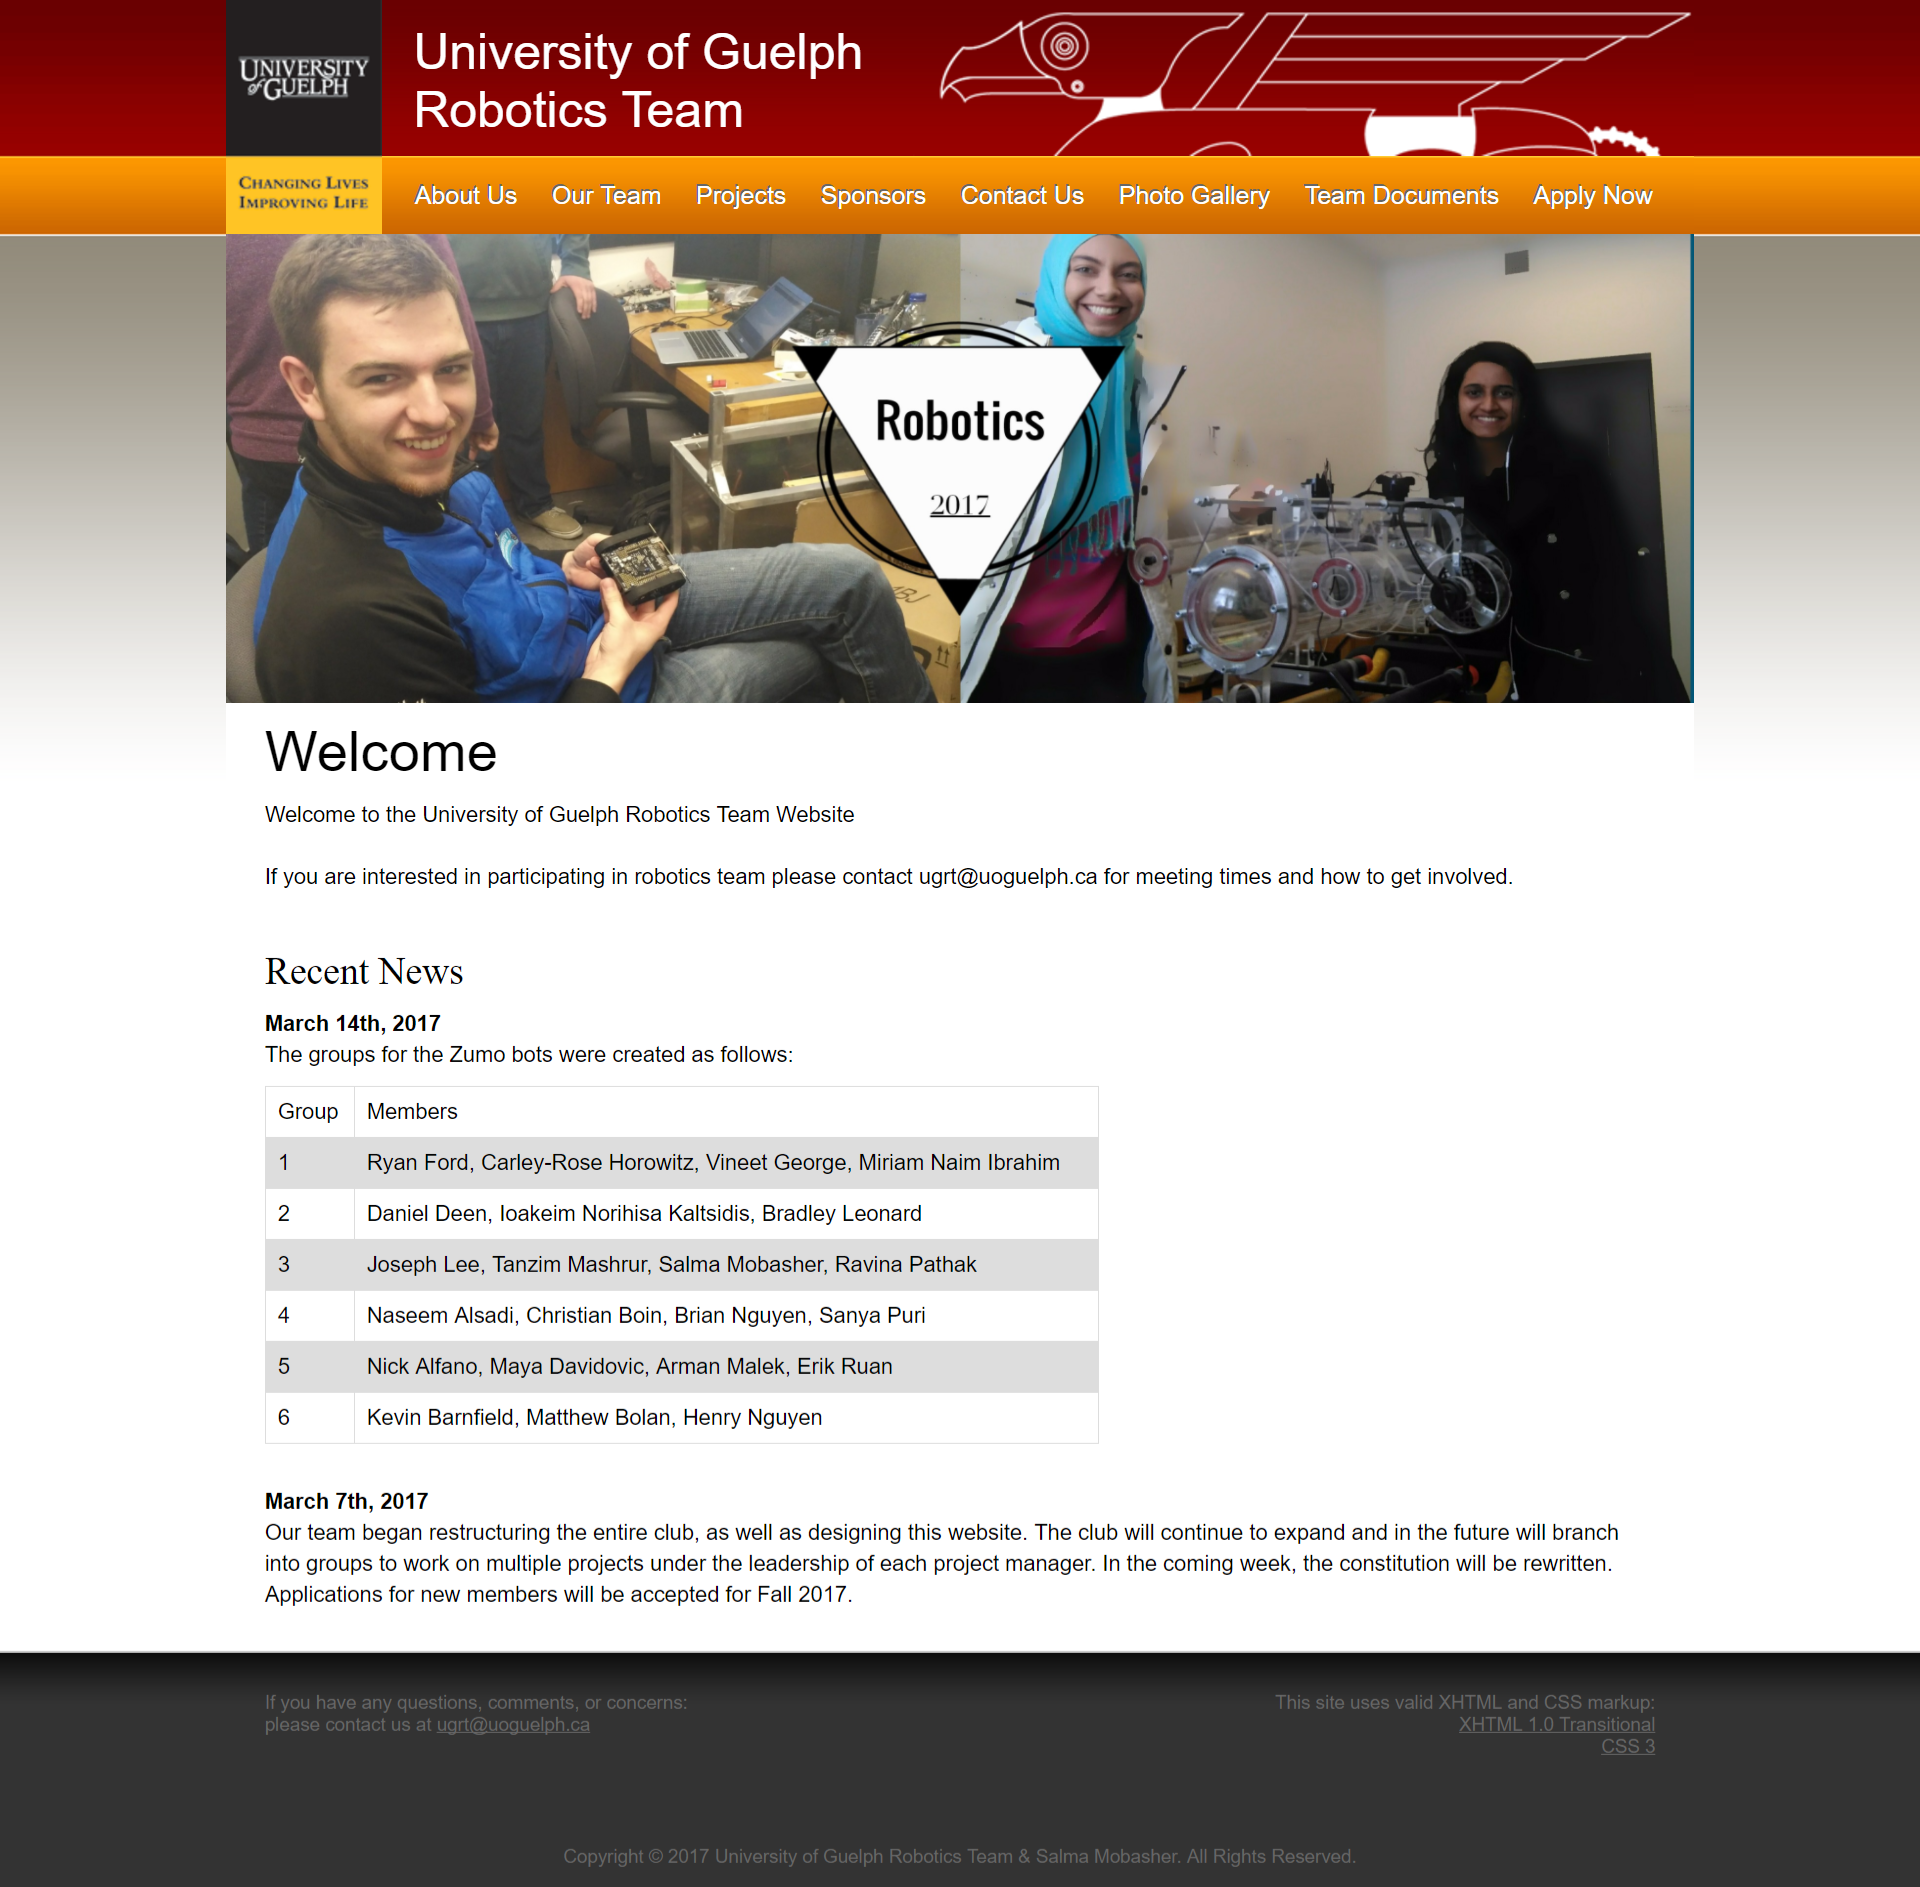 UNIVERSITY
of GUELPH
University of Guelph
Robotics Team
CHANGING LIVES
IMPROVING LIFE
About Us Our Team Projects Sponsors Contact Us Photo Gallery Team Documents Apply Now
Robotics
2017
Welcome
Welcome to the University of Guelph Robotics Team Website
If you are interested in participating in robotics team please contact ugrt@uoguelph.ca for meeting times and how to get involved.
Recent News
March 14th, 2017
The groups for the Zumo bots were created as follows:
Group Members
1 Ryan Ford, Carley-Rose Horowitz, Vineet George, Miriam Naim Ibrahim
2 Daniel Deen, Ioakeim Norihisa Kaltsidis, Bradley Leonard
3 Joseph Lee, Tanzim Mashrur, Salma Mobasher, Ravina Pathak
4 Naseem Alsadi, Christian Boin, Brian Nguyen, Sanya Puri
5 Nick Alfano, Maya Davidovic, Arman Malek, Erik Ruan
6 Kevin Barnfield, Matthew Bolan, Henry Nguyen
March 7th, 2017
Our team began restructuring the entire club, as well as designing this website. The club will continue to expand and in the future will branch
into groups to work on multiple projects under the leadership of each project manager. In the coming week, the constitution will be rewritten.
Applications for new members will be accepted for Fall 2017.
If you have any questions, comments, or concerns:
please contact us at ugrt@uoguelph.ca
This site uses valid XHTML and CSS markup:
XHTML 1.0 Transitional
CSS 3
Copyright © 2017 University of Guelph Robotics Team & Salma Mobasher. All Rights Reserved.